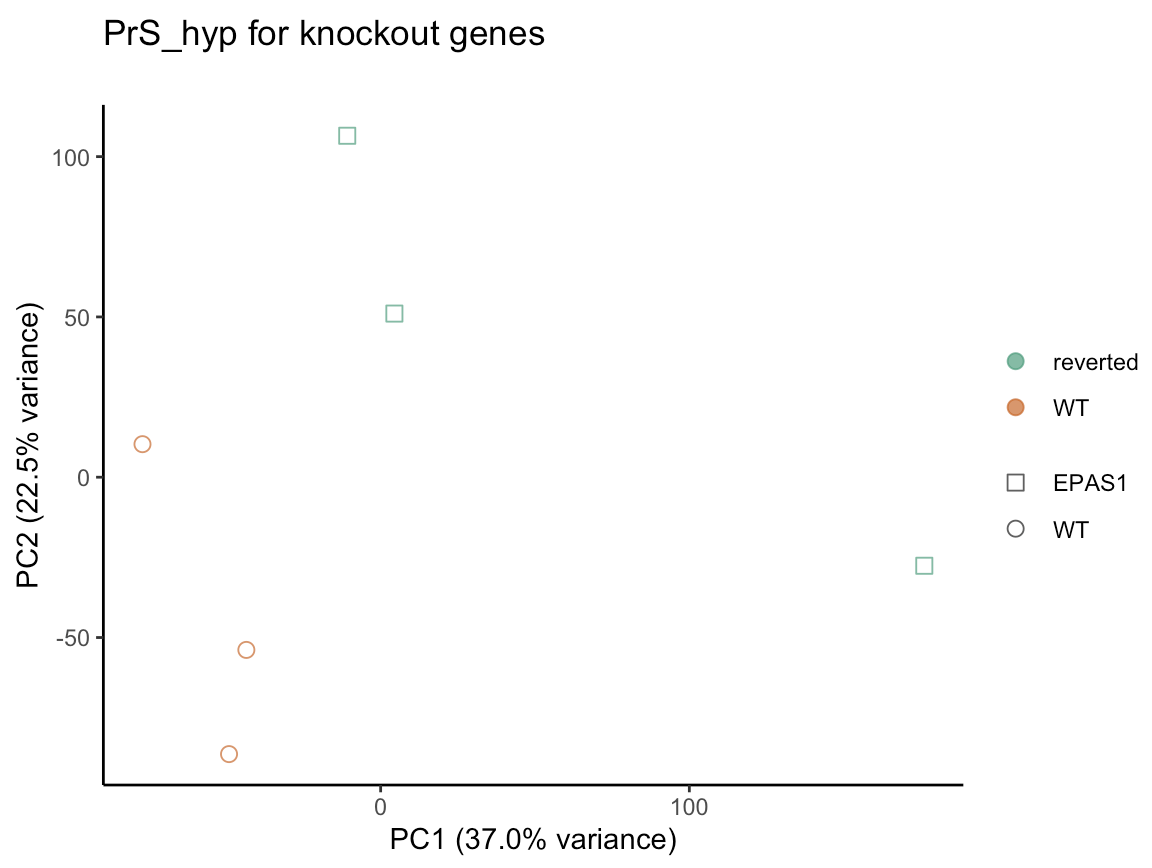 PrS_hyp for knockout genes
100
50
0
-50
PC2 (22.5% variance)
0
100
PC1 (37.0% variance)
reverted
WT
EPAS1
WT